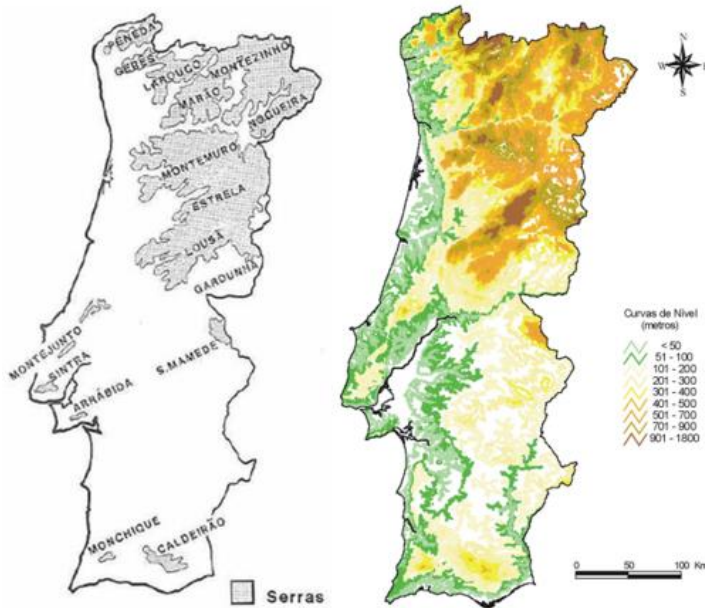 PENEDA
GERES
LAROUCO
MONTEZINHO
MARÃO
NOGUEIRA
MONTEMURO
ESTRELA
LOUSÃ
GARDUNHA
MONTEJUNTO
SINTRA
S.MAMEDE
ARRÁBIDA
MONCHIQUE
CALDEIRÃO
Serras
N
W
E
S
Curvas de Nível
(metros)
< 50
51 - 100
101 - 200
201 - 300
301 - 400
401 - 500
501 - 700
701 - 900
901 - 1800
0 50 100 Km